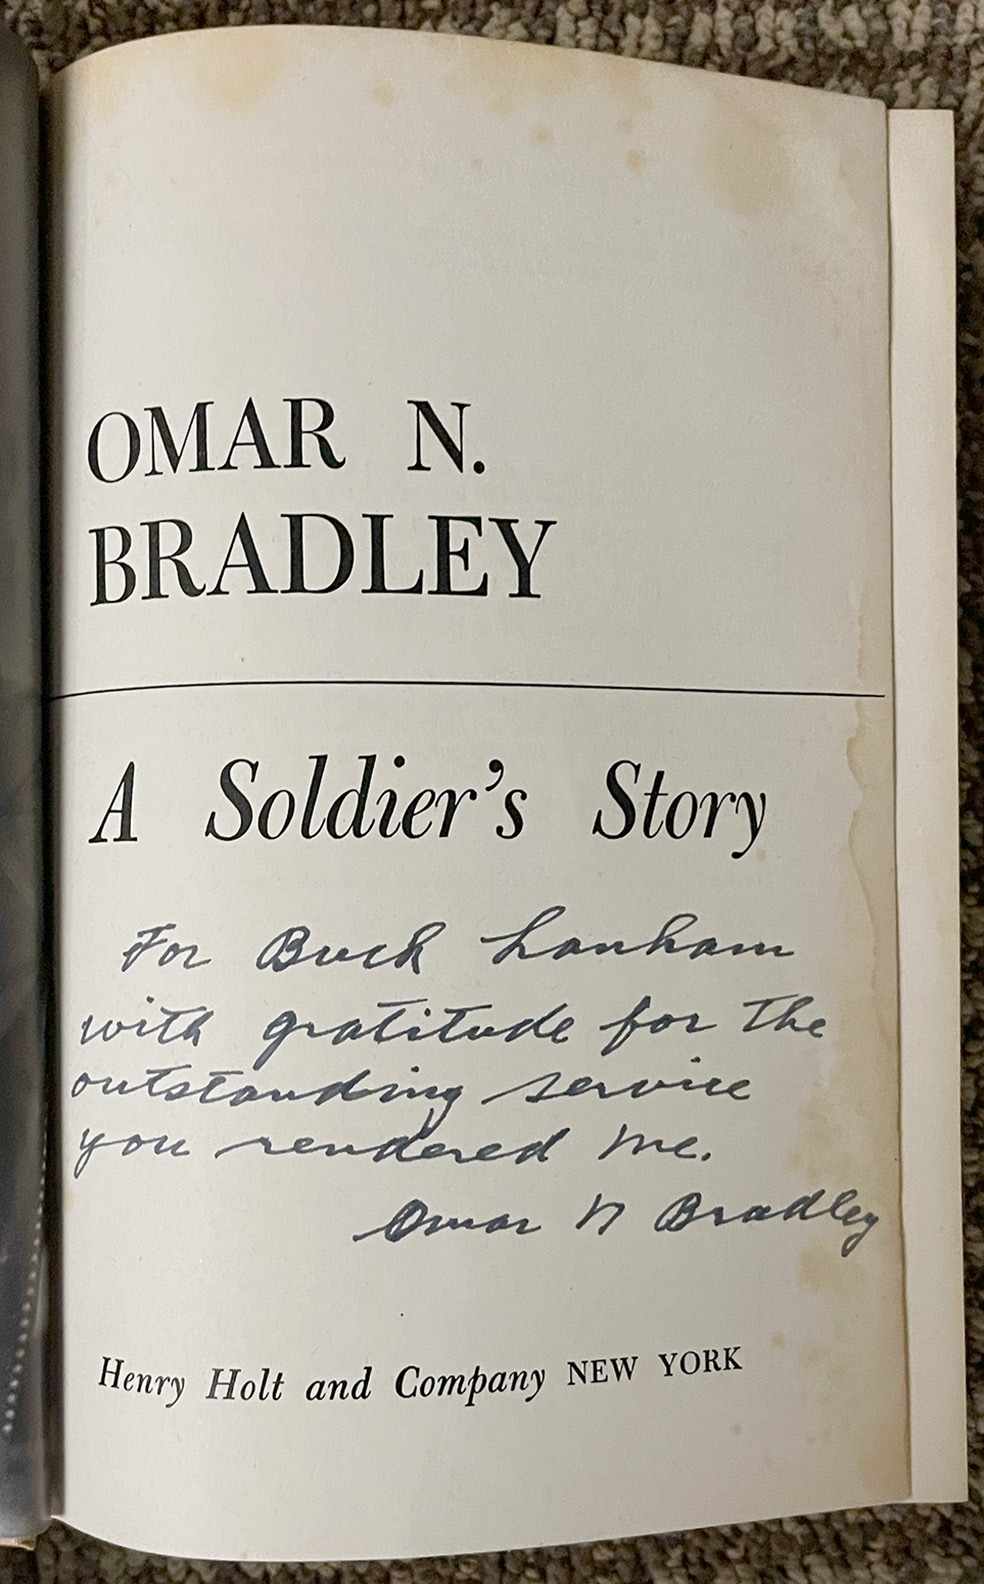 OMAR N.
BRADLEY
A Soldier's Story
For Buck Lanham
with gratitude for the
outstanding service
you rendered me.
Omar N Bradley
Henry Holt and Company NEW YORK